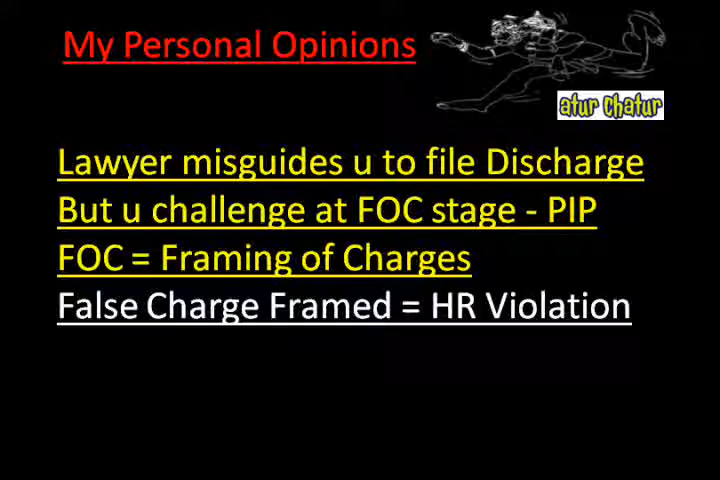 My Personal Opinions
atur chatur
Lawyer misguides u to file Discharge
But u challenge at FOC stage - PIP
FOC = Framing of Charges
False Charge Framed = HR Violation